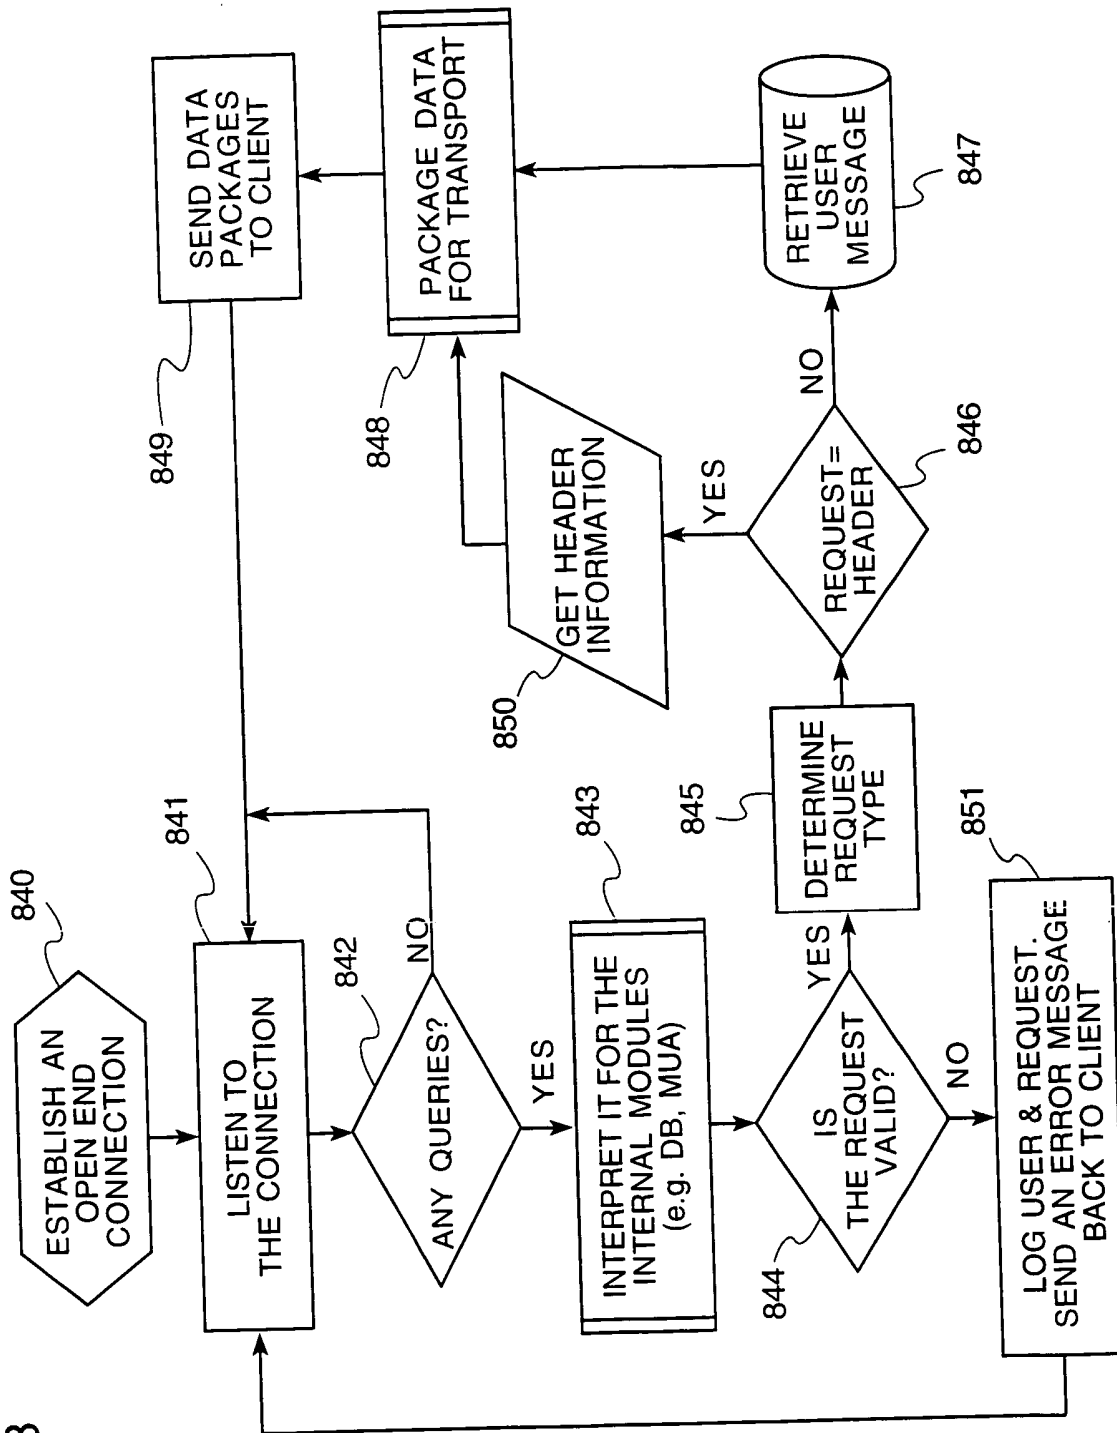 840
ESTABLISH AN
OPEN END
CONNECTION
841
LISTEN TO
THE CONNECTION
842
ANY QUERIES?
NO
YES
843
INTERPRET IT FOR THE
INTERNAL MODULES
(e.g. DB, MUA)
844
IS
THE REQUEST
VALID?
YES
NO
851
LOG USER & REQUEST.
SEND AN ERROR MESSAGE
BACK TO CLIENT
845
DETERMINE
REQUEST
TYPE
846
REQUEST=
HEADER
YES
NO
850
GET HEADER
INFORMATION
847
RETRIEVE
USER
MESSAGE
848
PACKAGE DATA
FOR TRANSPORT
849
SEND DATA
PACKAGES
TO CLIENT